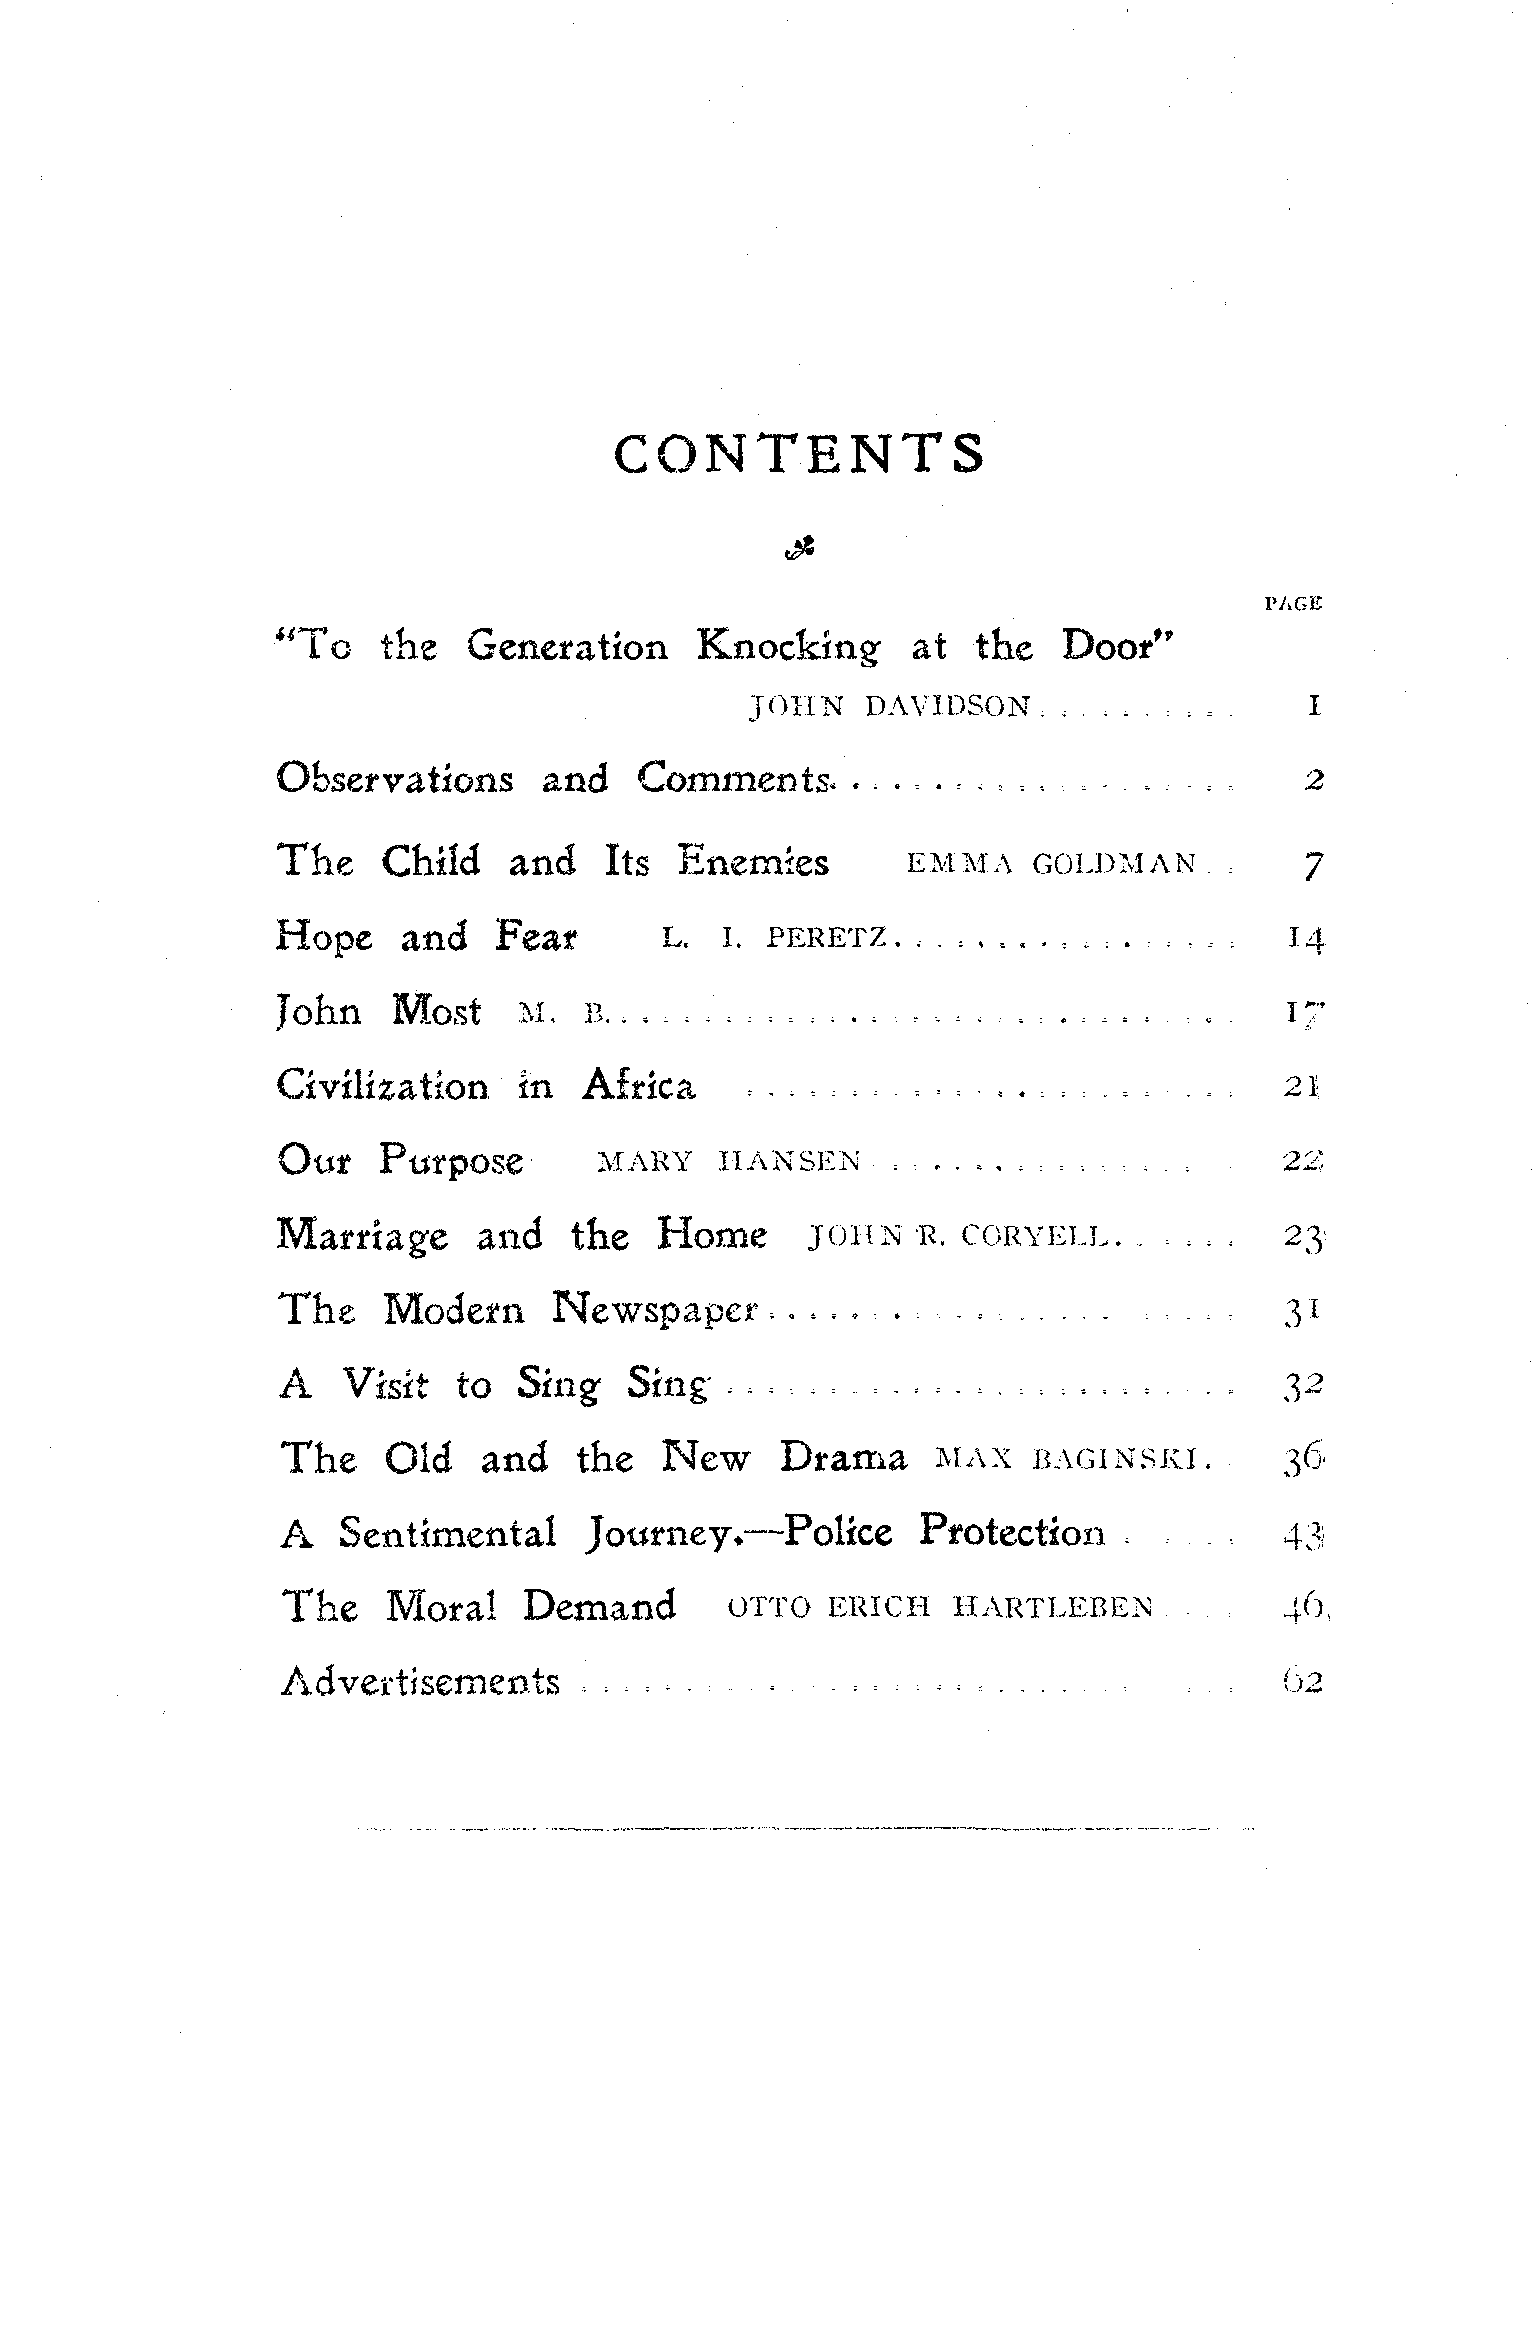 CONTENTS
PAGE
"To the Generation Knocking at the Door"
JOHN DAVIDSON.......... 1
Observations and Comments.................... 2
The Child and Its Enemies EMMA GOLDMAN.. 7
Hope and Fear L. I. PERETZ................. 14
John Most M. B............................... 17
Civilization in Africa ........................ 21
Our Purpose MARY HANSEN ................ 22
Marriage and the Home JOHN R. CORYELL...... 23
The Modern Newspaper....................... 31
A Visit to Sing Sing ......................... 32
The Old and the New Drama MAX BAGINSKI.. 36
A Sentimental Journey.—Police Protection ...... 43
The Moral Demand OTTO ERICH HARTLEBEN .... 46
Advertisements ................................ 62